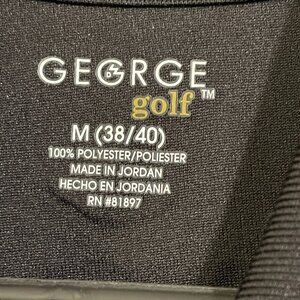 GEORGE
golf™
M (38/40)
100% POLYESTER/POLIESTER
MADE IN JORDAN
HECHO EN JORDANIA
RN #81897